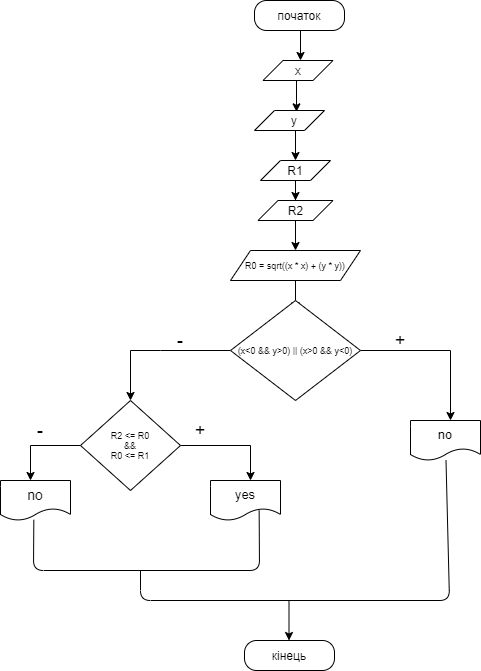 початок
x
y
R1
R2
R0 = sqrt((x * x) + (y * y))
(x<0 && y>0) || (x>0 && y<0)
-
+
R2 <= R0
&&
R0 <= R1
-
+
no
yes
no
кінець